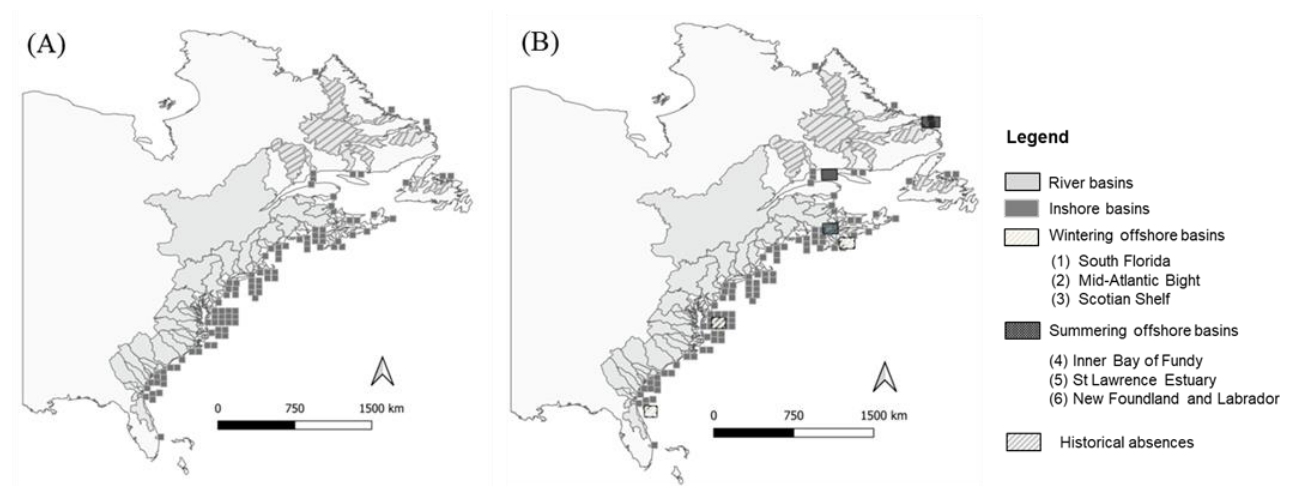 (A)
(B)
Legend
River basins
Inshore basins
Wintering offshore basins
(1) South Florida
(2) Mid-Atlantic Bight
(3) Scotian Shelf
Summering offshore basins
(4) Inner Bay of Fundy
(5) St Lawrence Estuary
(6) New Foundland and Labrador
Historical absences
0 750 1500 km
0 750 1500 km